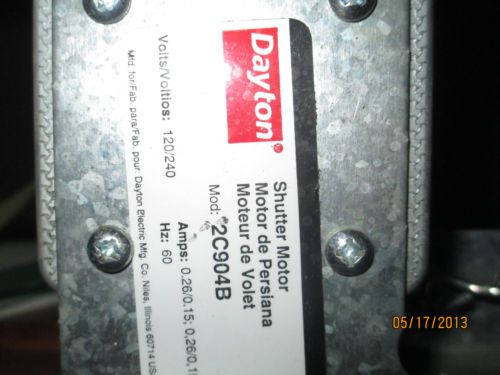 Dayton®
Shutter Motor
Motor de Persiana
Moteur de Volet
Mod: 2C904B
Amps: 0.26/0.15; 0,26/0,1
Volts/Voltios: 120/240 Hz: 60
Mfd. for/Fab. para/Fab. pour: Dayton Electric Mfg. Co. Niles, Illinois 60714 US
05/17/2013